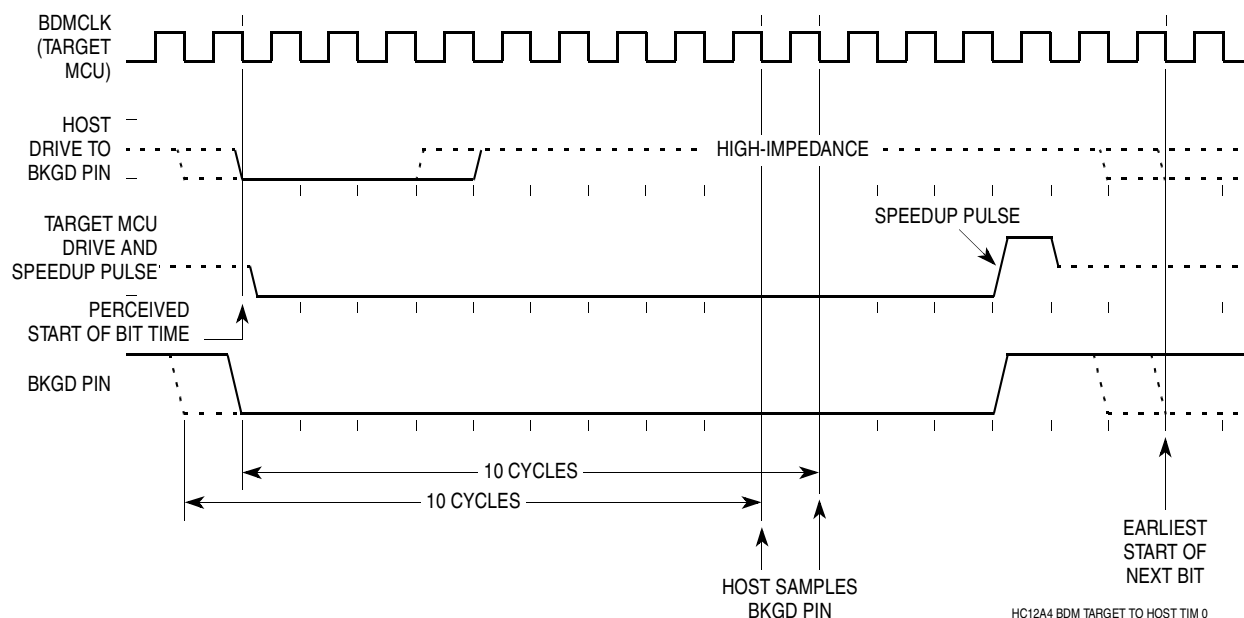 BDMCLK
(TARGET
MCU)
HOST
DRIVE TO
BKGD PIN
HIGH-IMPEDANCE
TARGET MCU
DRIVE AND
SPEEDUP PULSE
SPEEDUP PULSE
PERCEIVED
START OF BIT TIME
BKGD PIN
10 CYCLES
10 CYCLES
HOST SAMPLES
BKGD PIN
EARLIEST
START OF
NEXT BIT
HC12A4 BDM TARGET TO HOST TIM 0